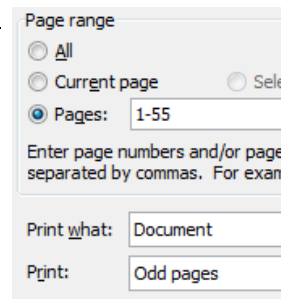 Page range
All
Current page Sele
Pages: 1-55
Enter page numbers and/or page
separated by commas. For exam
Print what: Document
Print: Odd pages